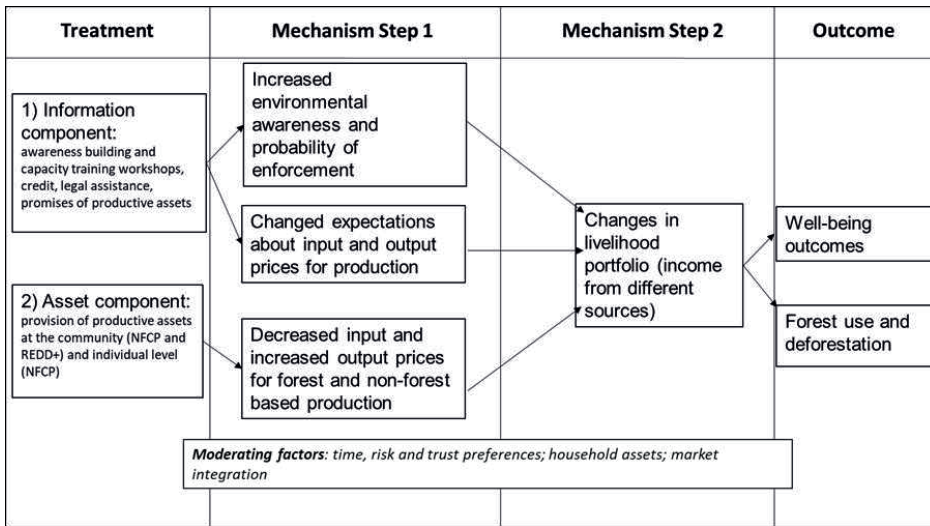 Treatment
Mechanism Step 1
Mechanism Step 2
Outcome
1) Information
component:
awareness building and
capacity training workshops,
credit, legal assistance,
promises of productive assets
2) Asset component:
provision of productive assets
at the community (NFCP and
REDD+) and individual level
(NFCP)
Increased
environmental
awareness and
probability of
enforcement
Changed expectations
about input and output
prices for production
Decreased input and
increased output prices
for forest and non-forest
based production
Changes in
livelihood
portfolio (income
from different
sources)
Well-being
outcomes
Forest use and
deforestation
Moderating factors: time, risk and trust preferences; household assets; market
integration